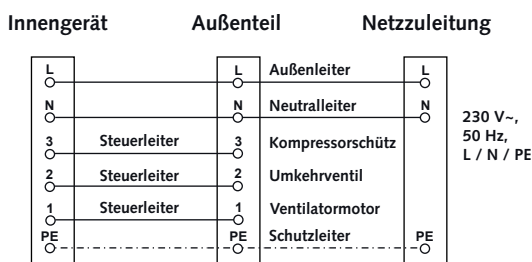 Innengerät Außenteil Netzzuleitung
L L Außenleiter L
N N Neutralleiter N
230 V~,
50 Hz,
L / N / PE
3 Steuerleiter 3 Kompressorschütz
2 Steuerleiter 2 Umkehrventil
1 Steuerleiter 1 Ventilatormotor
PE PE Schutzleiter PE